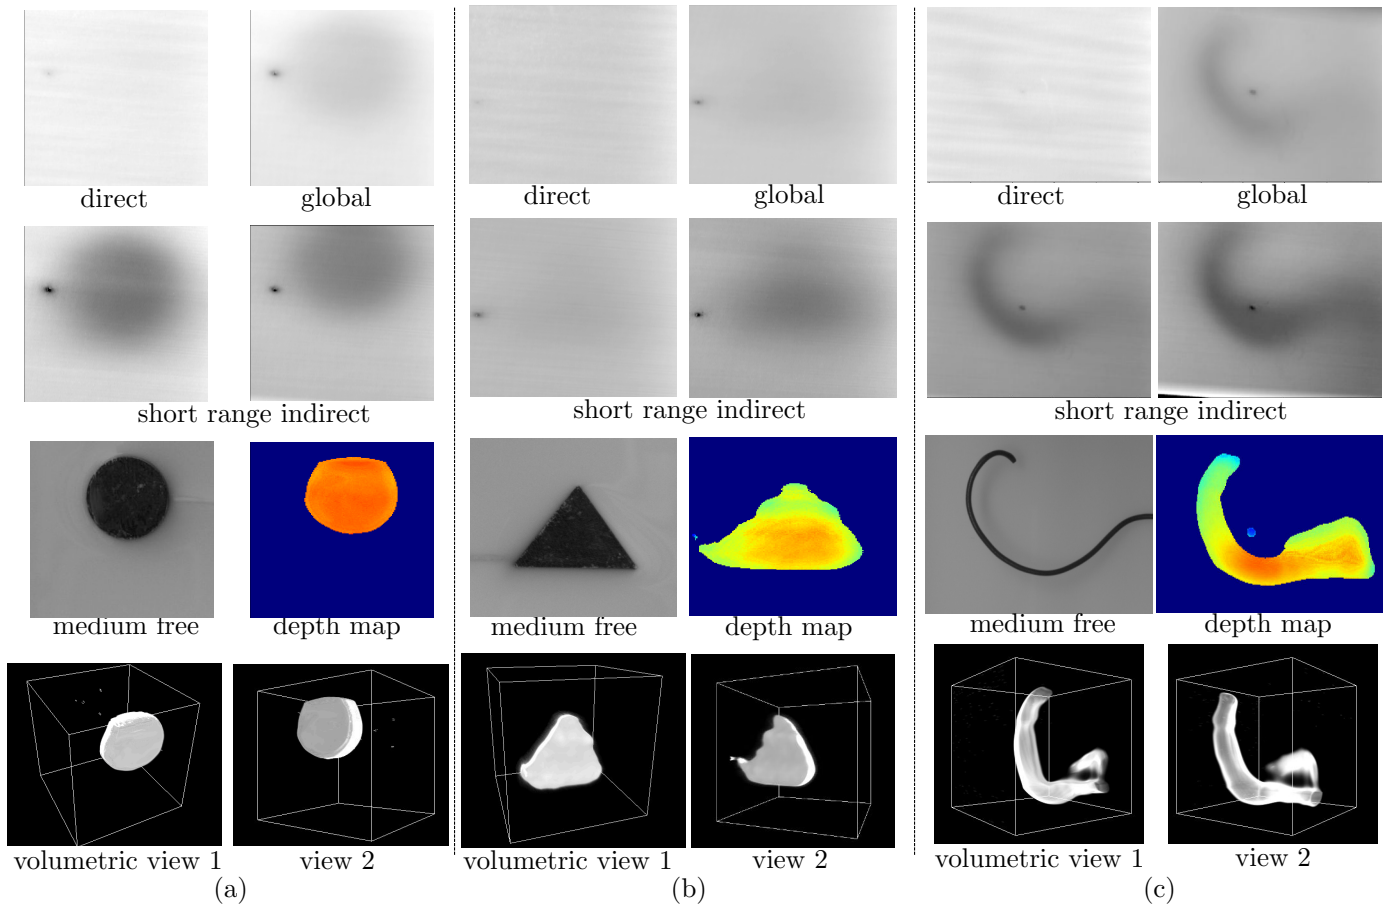 direct
global
short range indirect
medium free
depth map
volumetric view 1
view 2
(a)
direct
global
short range indirect
medium free
depth map
volumetric view 1
view 2
(b)
direct
global
short range indirect
medium free
depth map
volumetric view 1
view 2
(c)